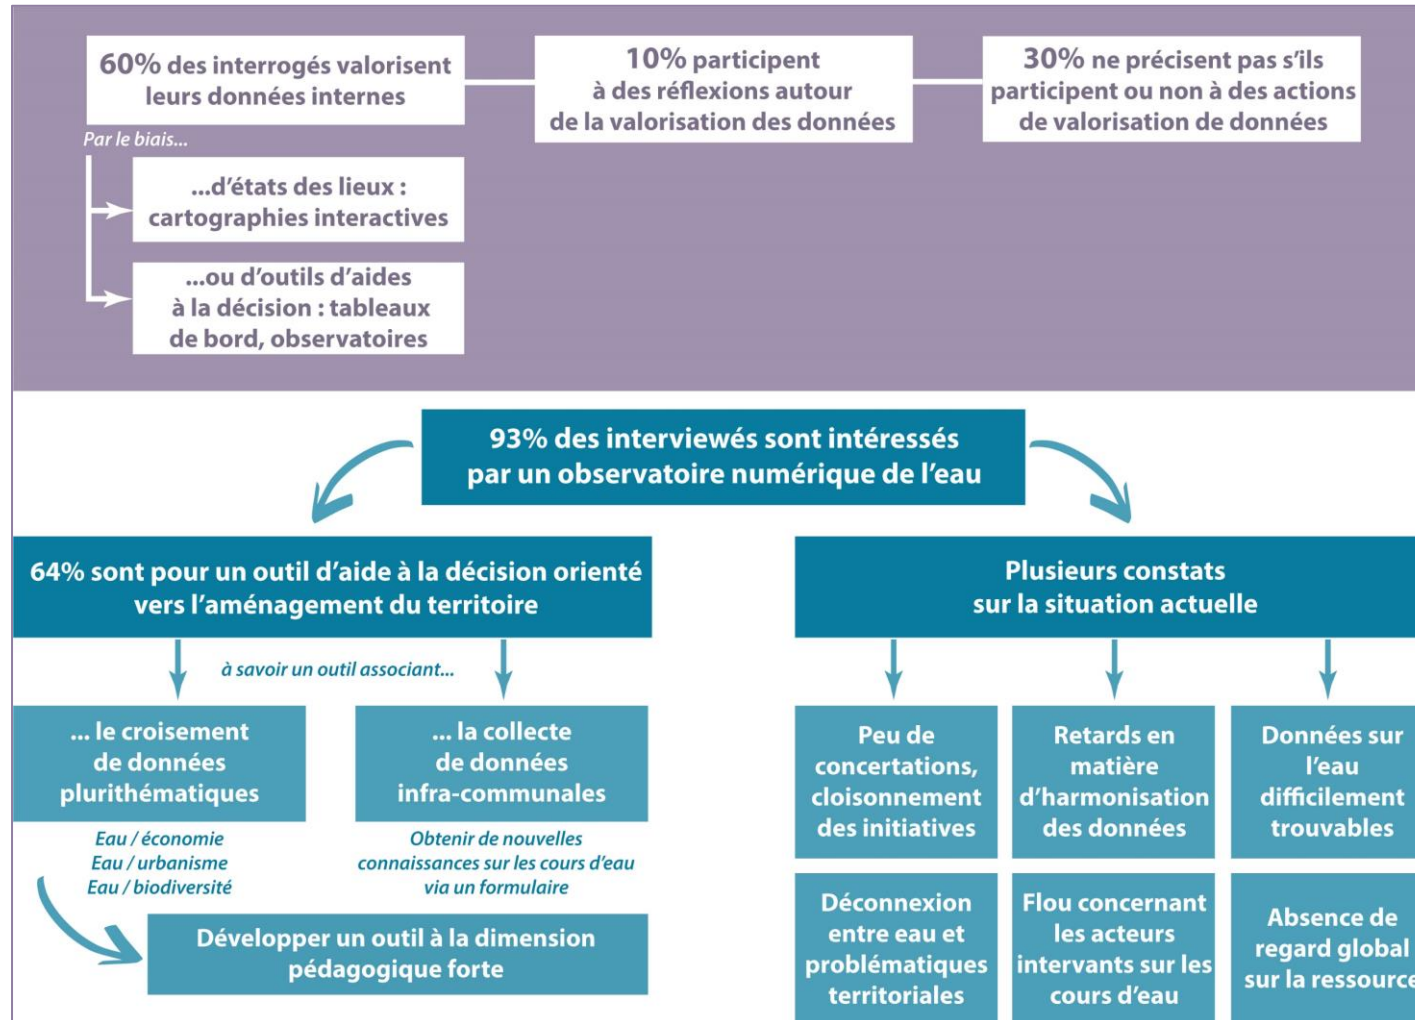 60% des interrogés valorisent
leurs données internes
10% participent
à des réflexions autour
de la valorisation des données
30% ne précisent pas s'ils
participent ou non à des actions
de valorisation de données
Par le biais...
...d'états des lieux :
cartographies interactives
...ou d'outils d'aides
à la décision : tableaux
de bord, observatoires
93% des interviewés sont intéressés
par un observatoire numérique de l'eau
64% sont pour un outil d'aide à la décision orienté
vers l'aménagement du territoire
à savoir un outil associant...
... le croisement
de données
plurithématiques
... la collecte
de données
infra-communales
Eau / économie
Eau / urbanisme
Eau / biodiversité
Obtenir de nouvelles
connaissances sur les cours d'eau
via un formulaire
Développer un outil à la dimension
pédagogique forte
Plusieurs constats
sur la situation actuelle
Peu de
concertations,
cloisonnement
des initiatives
Retards en
matière
d'harmonisation
des données
Données sur
l'eau
difficilement
trouvables
Déconnexion
entre eau et
problématiques
territoriales
Flou concernant
les acteurs
intervants sur les
cours d'eau
Absence de
regard global
sur la ressource